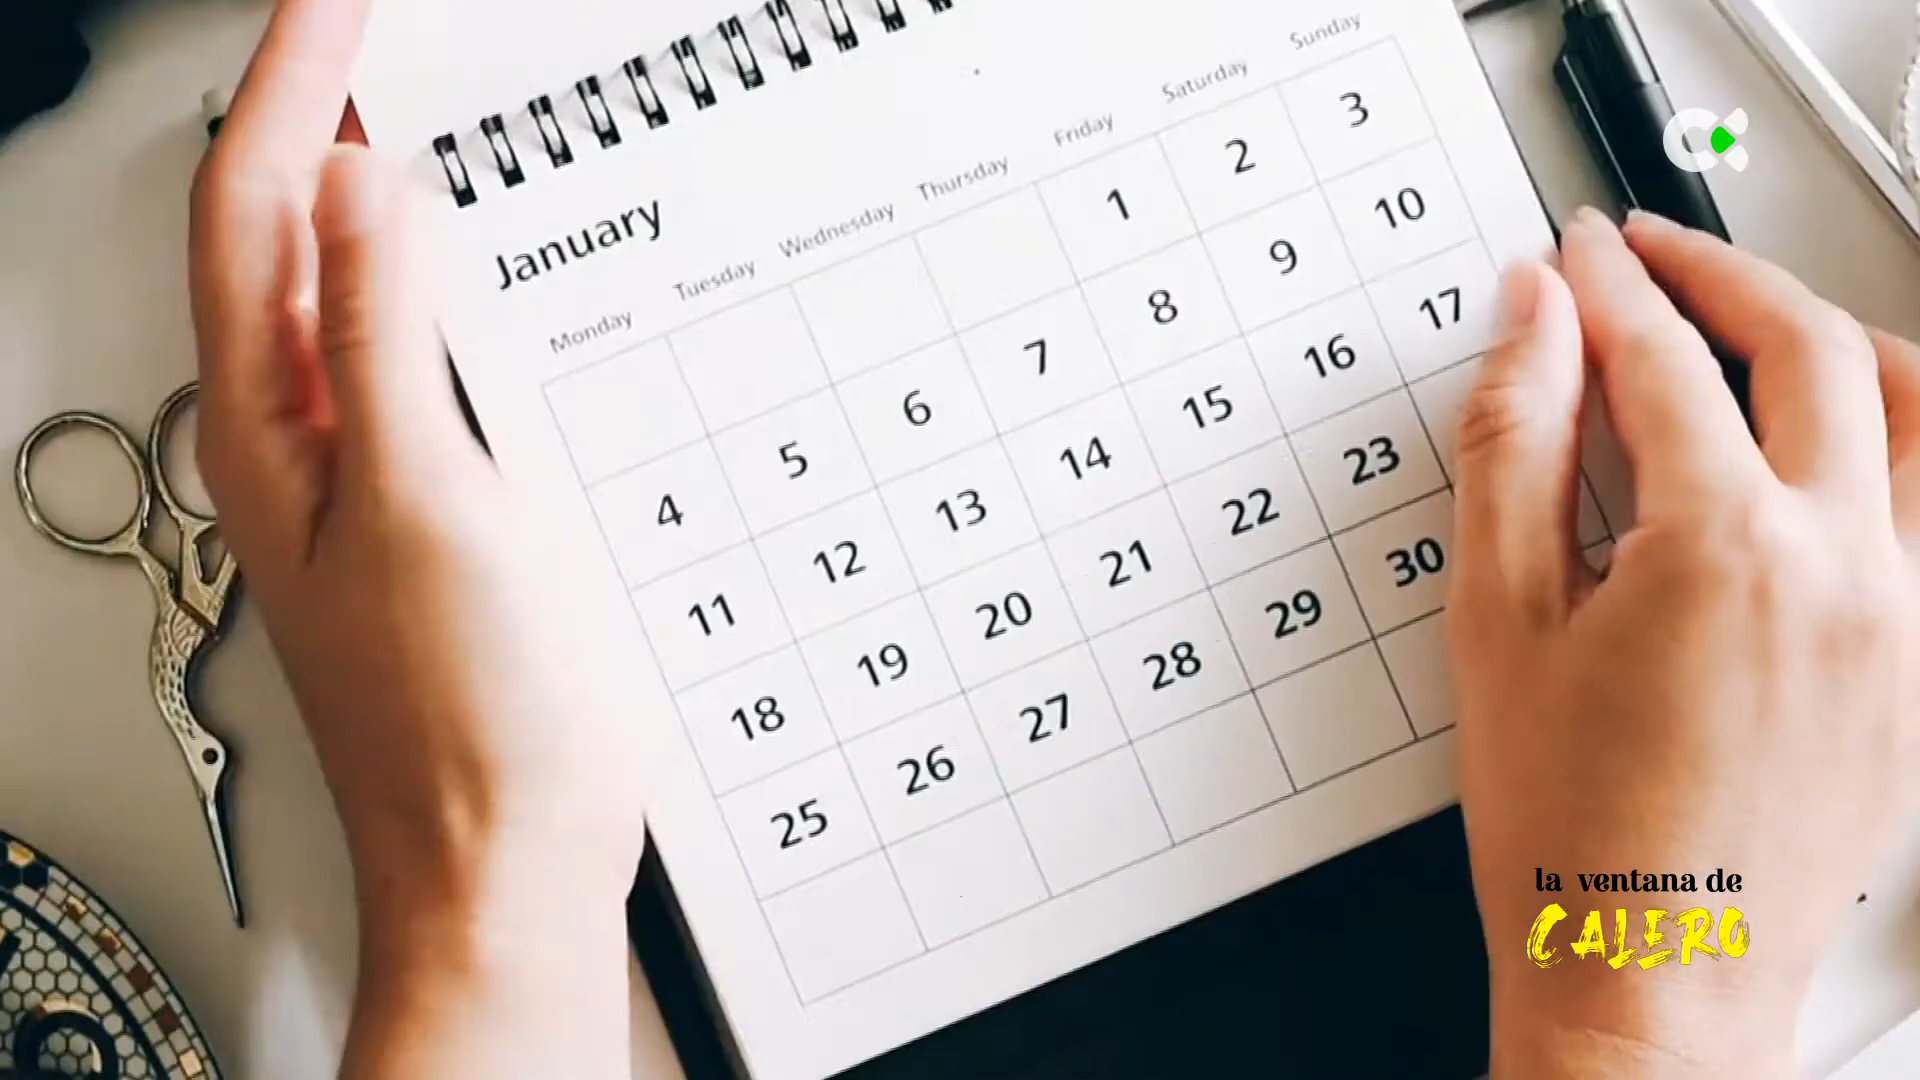 January
Monday Tuesday Wednesday Thursday Friday Saturday Sunday
1 2 3
4 5 6 7 8 9 10
11 12 13 14 15 16 17
18 19 20 21 22 23
25 26 27 28 29 30
la ventana de
CALERO